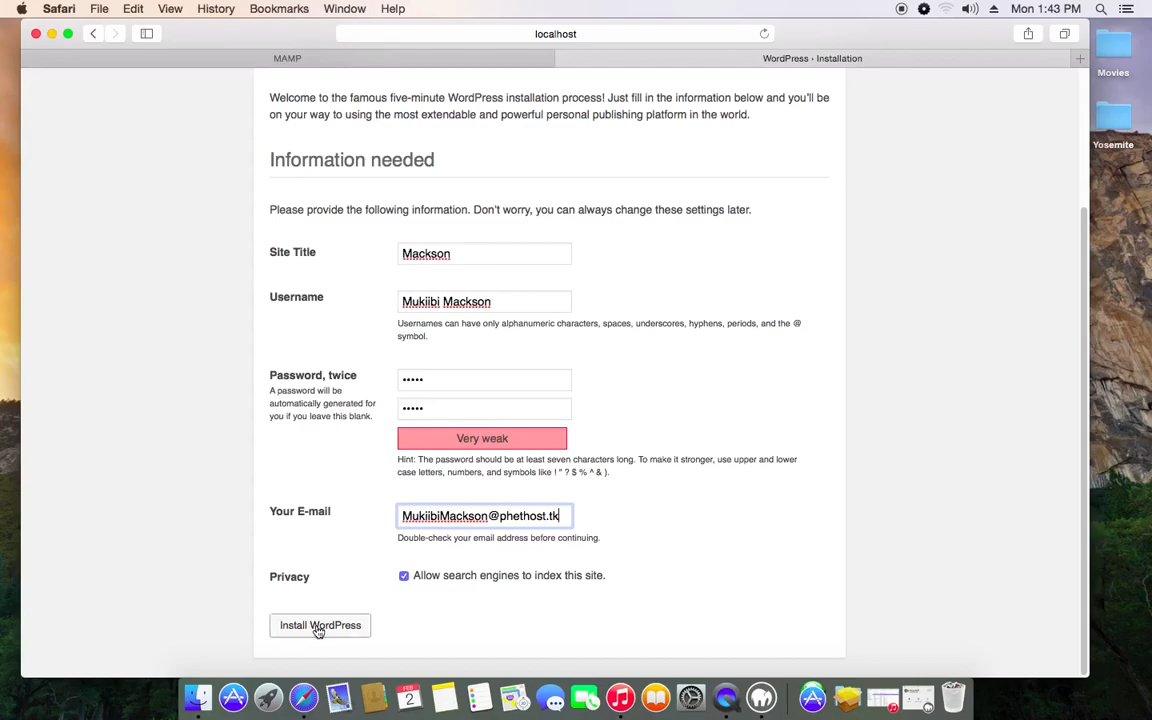 Safari File Edit View History Bookmarks Window Help Mon 1:43 PM
localhost
MAMP
WordPress › Installation
Movies
Yosemite
Welcome to the famous five-minute WordPress installation process! Just fill in the information below and you'll be
on your way to using the most extendable and powerful personal publishing platform in the world.
Information needed
Please provide the following information. Don't worry, you can always change these settings later.
Site Title
Mackson
Username
Mukiibi Mackson
Usernames can have only alphanumeric characters, spaces, underscores, hyphens, periods, and the @
symbol.
Password, twice
A password will be
automatically generated for
you if you leave this blank.
•••••
•••••
Very weak
Hint: The password should be at least seven characters long. To make it stronger, use upper and lower
case letters, numbers, and symbols like ! " ? $ % ^ & ).
Your E-mail
MukiibiMackson@phethost.tk
Double-check your email address before continuing.
Privacy
Allow search engines to index this site.
Install WordPress
FEB
2